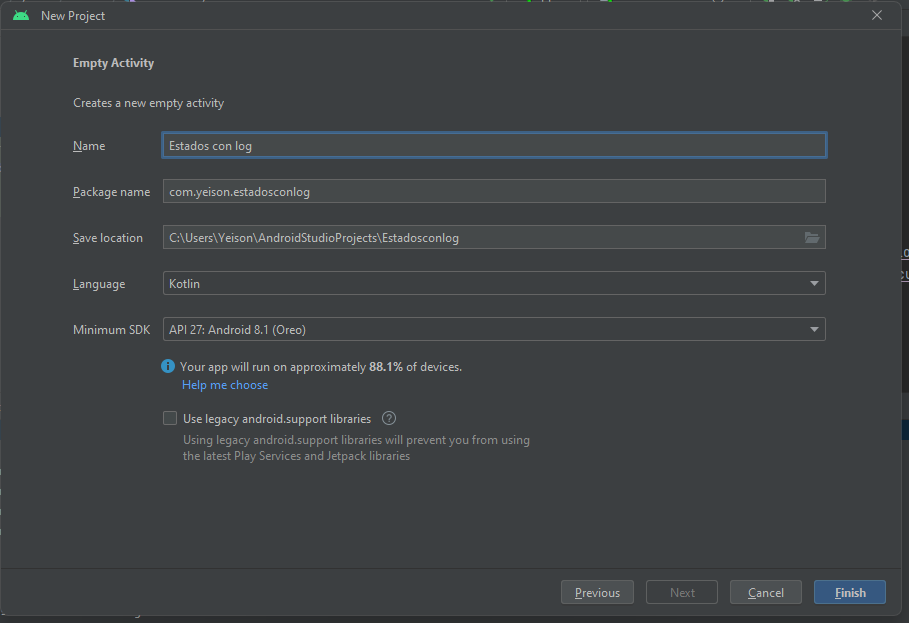 New Project
Empty Activity
Creates a new empty activity
Name Estados con log
Package name com.yeison.estadosconlog
Save location C:\Users\Yeison\AndroidStudioProjects\Estadosconlog
Language Kotlin
Minimum SDK API 27: Android 8.1 (Oreo)
Your app will run on approximately 88.1% of devices.
Help me choose
Use legacy android.support libraries ?
Using legacy android.support libraries will prevent you from using
the latest Play Services and Jetpack libraries
Previous Next Cancel Finish